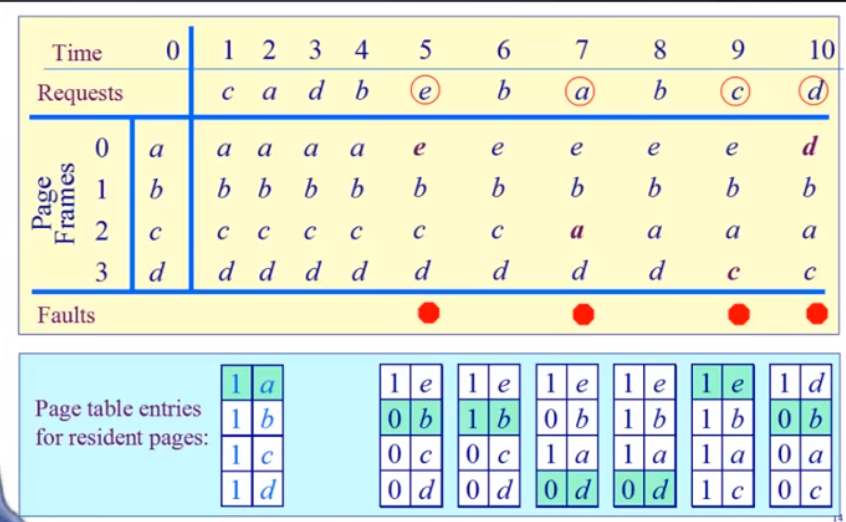 Time 0 1 2 3 4 5 6 7 8 9 10
Requests c a d b e b a b c d
Page Frames
0 a a a a a e e e e e d
1 b b b b b b b b b b b
2 c c c c c c c a a a a
3 d d d d d d d d d c c
Faults
Page table entries
for resident pages:
1 a 1 e 1 e 1 e 1 e 1 e 1 d
1 b 0 b 1 b 0 b 1 b 1 b 0 b
1 c 0 c 0 c 1 a 1 a 1 a 0 a
1 d 0 d 0 d 0 d 0 d 1 c 0 c
14